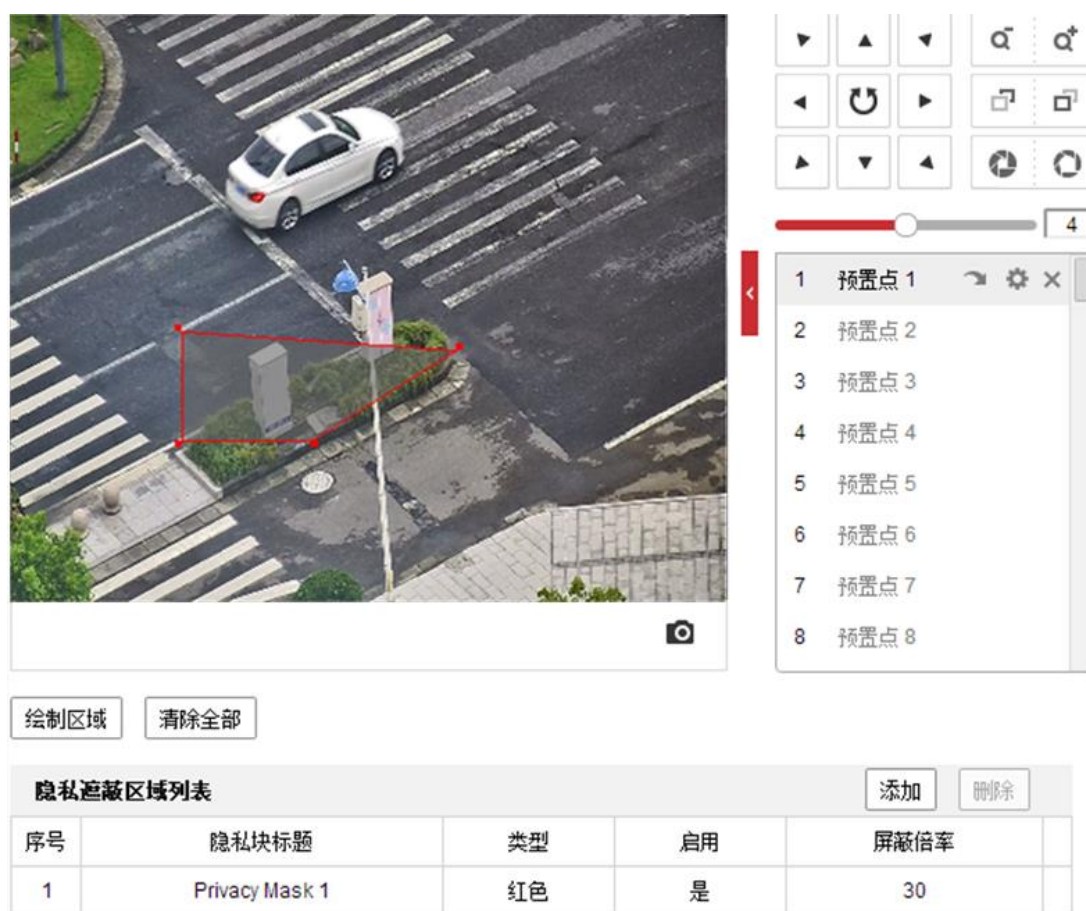 4
1 预置点 1
2 预置点 2
3 预置点 3
4 预置点 4
5 预置点 5
6 预置点 6
7 预置点 7
8 预置点 8
绘制区域 清除全部
隐私遮蔽区域列表 添加 删除
序号 隐私块标题 类型 启用 屏蔽倍率
1 Privacy Mask 1 红色 是 30